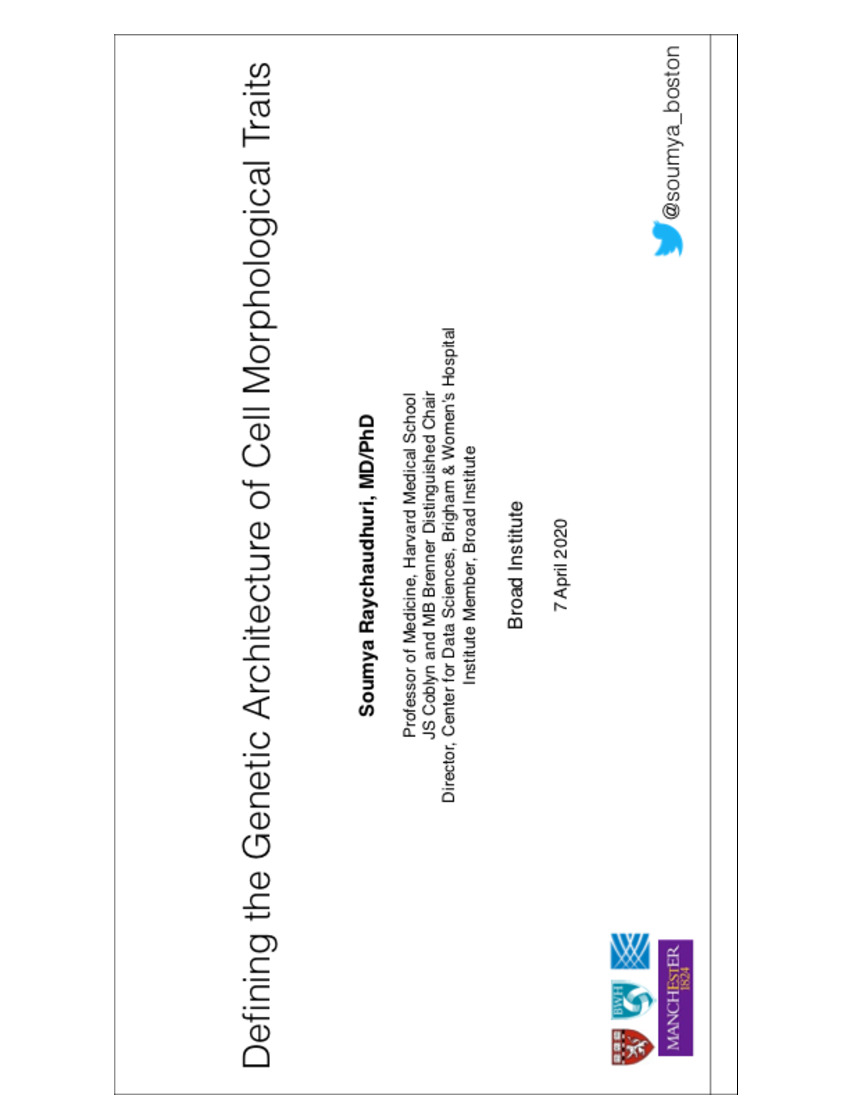 Defining the Genetic Architecture of Cell Morphological Traits
Soumya Raychaudhuri, MD/PhD
Professor of Medicine, Harvard Medical School
JS Coblyn and MB Brenner Distinguished Chair
Director, Center for Data Sciences, Brigham & Women's Hospital
Institute Member, Broad Institute
Broad Institute
7 April 2020
BWH
MANCHESTER
1824
@soumya_boston